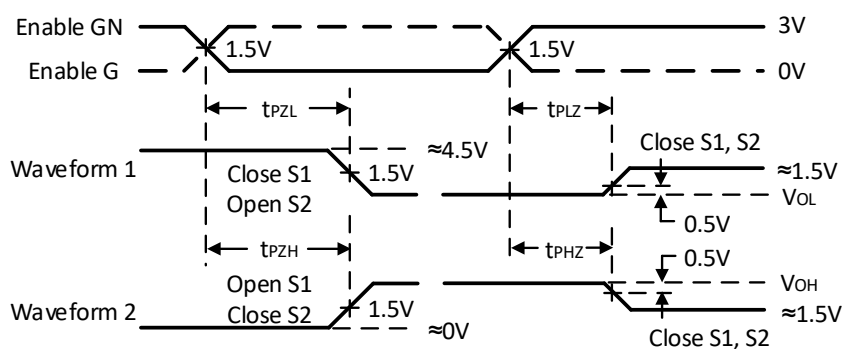 Enable GN
1.5V
1.5V
3V
Enable G
0V
tPZL
tPLZ
Close S1, S2
≈4.5V
Waveform 1
Close S1
1.5V
≈1.5V
Open S2
VOL
0.5V
tPZH
tPHZ
0.5V
Open S1
VOH
Waveform 2
Close S2
1.5V
≈1.5V
≈0V
Close S1, S2